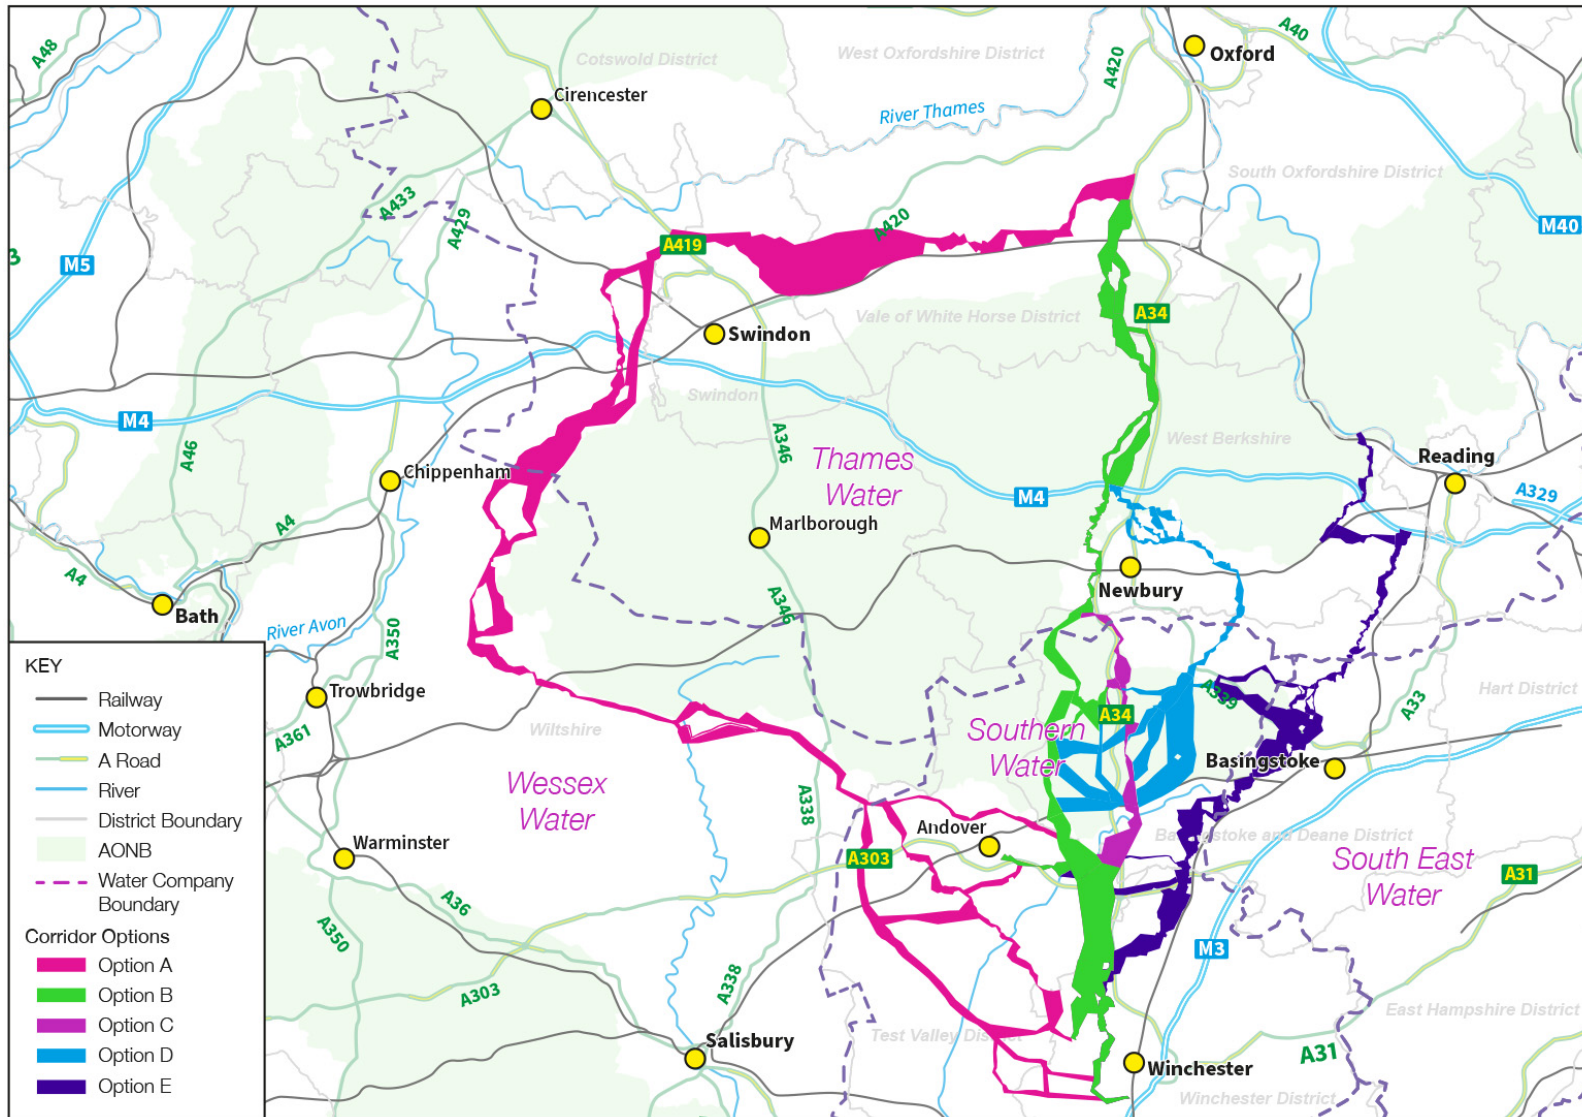 A48
Cotswold District
West Oxfordshire District
A420
A40
Oxford
Cirencester
River Thames
South Oxfordshire District
A433
A429
A420
A419
M40
3
M5
A34
Vale of White Horse District
Swindon
Swindon
M4
A46
A346
West Berkshire
Thames
Water
Chippenham
Reading
M4
A329
A4
Marlborough
A4
Newbury
Bath
A346
River Avon
A350
KEY
Railway
Motorway
A Road
River
District Boundary
AONB
Water Company
Boundary
Corridor Options
Option A
Option B
Option C
Option D
Option E
Trowbridge
A361
Wiltshire
A339
Hart District
A33
A34
Southern
Water
Basingstoke
Wessex
Water
A338
Andover
Basingstoke and Deane District
Warminster
A303
South East
Water
A31
A36
A350
M3
A303
A338
East Hampshire District
Test Valley District
Salisbury
A31
Winchester
Winchester District